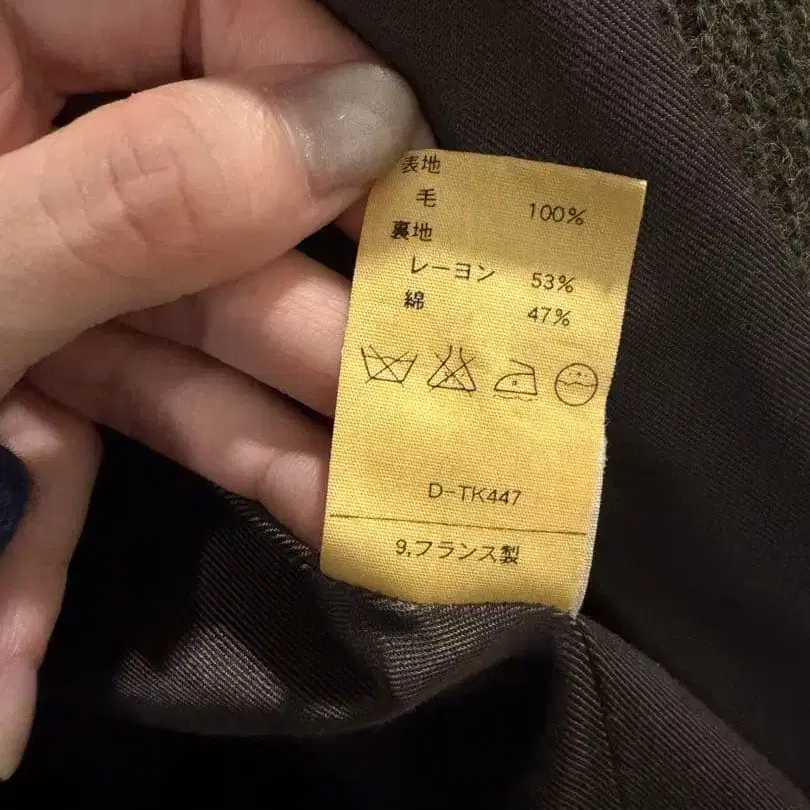 表地
毛 100%
裏地
レーヨン 53%
綿 47%
D-TK447
9,フランス製